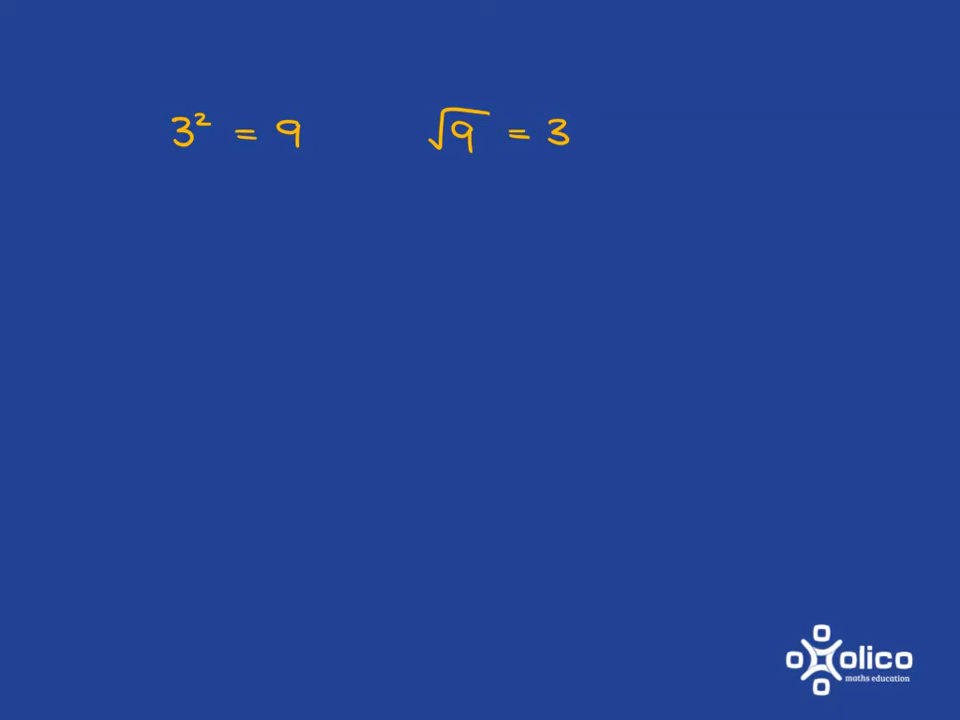 3² = 9 √9 = 3
olico
maths education